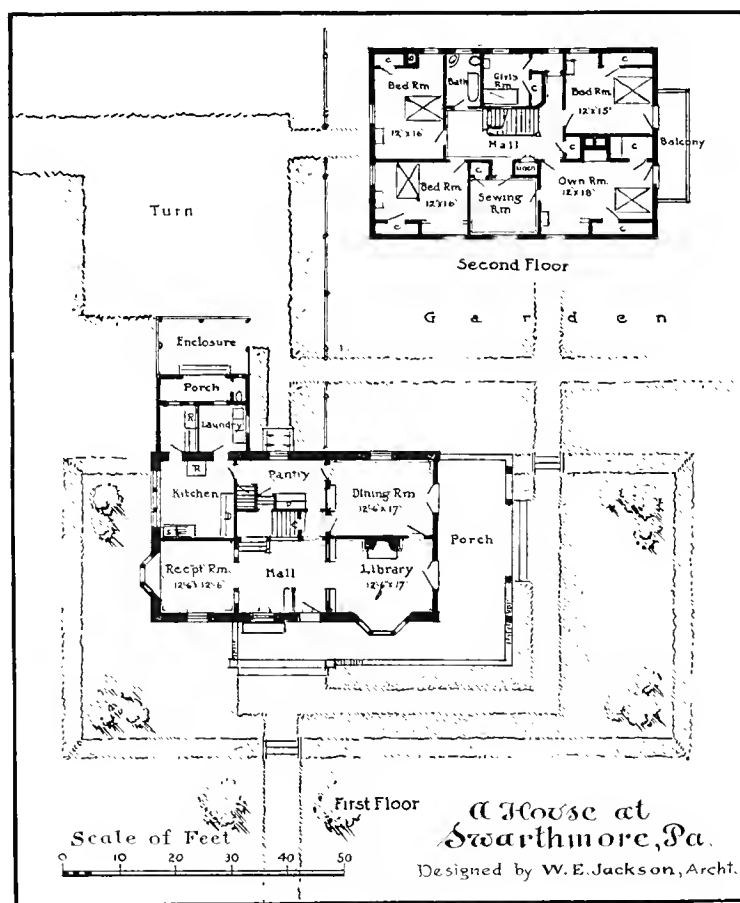 C
Bed Rm
12'x16'
Bath
Girl's
Rm
C
C
Bed Rm.
12'x15'
Hall
C
C
Balcony
Bed Rm.
12'x16'
C
Linen
Sewing
Rm
Own Rm.
12'x18'
C
C
Second Floor
Turn
Garden
Enclosure
Porch
R.
Laundry
R
Kitchen
S
Pantry
D
Dining Rm
12'-6"x17'
C
Porch
Recpt Rm.
12'-6"x12'-6"
Hall
Library
12'-6"x17'
First Floor
A House at
Swarthmore, Pa.
Designed by W. E. Jackson, Archt.
Scale of Feet
0 10 20 30 40 50